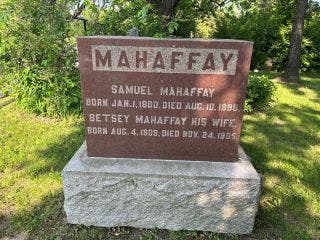 MAHAFFAY
SAMUEL MAHAFFAY
BORN JAN. 1. 1800. DIED AUG. 10. 1898.
BETSEY MAHAFFAY HIS WIFE
BORN AUG. 4. 1809. DIED NOV. 24. 1905.